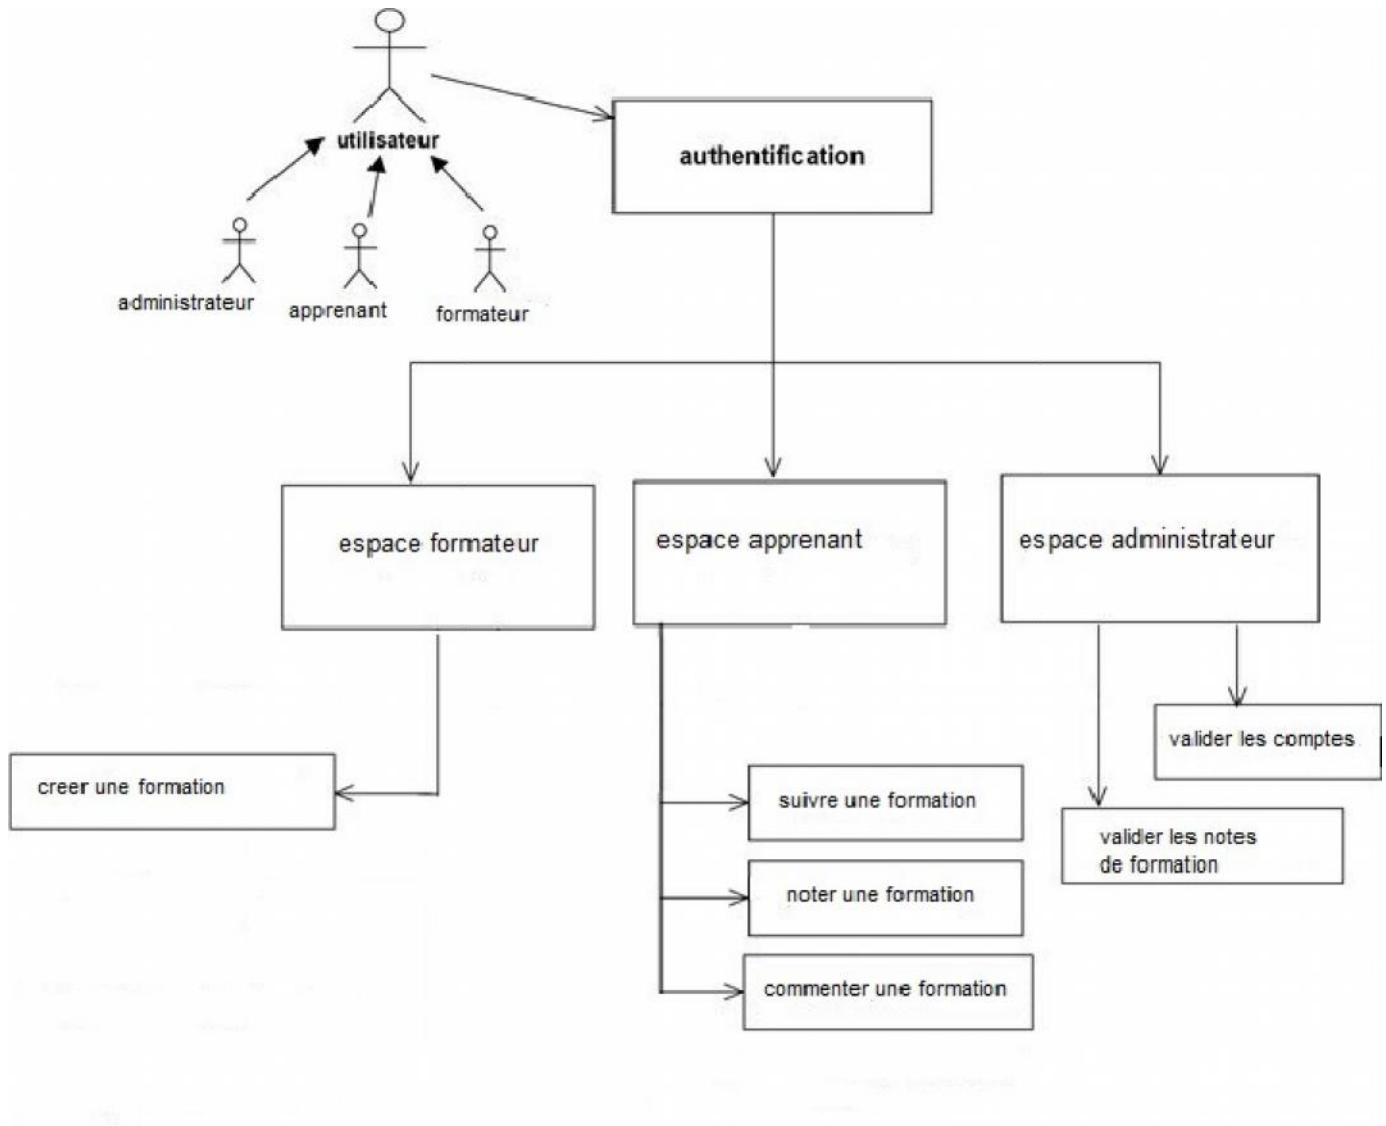 utilisateur
authentification
administrateur
apprenant
formateur
espace formateur
espace apprenant
espace administrateur
creer une formation
suivre une formation
noter une formation
commenter une formation
valider les comptes
valider les notes
de formation